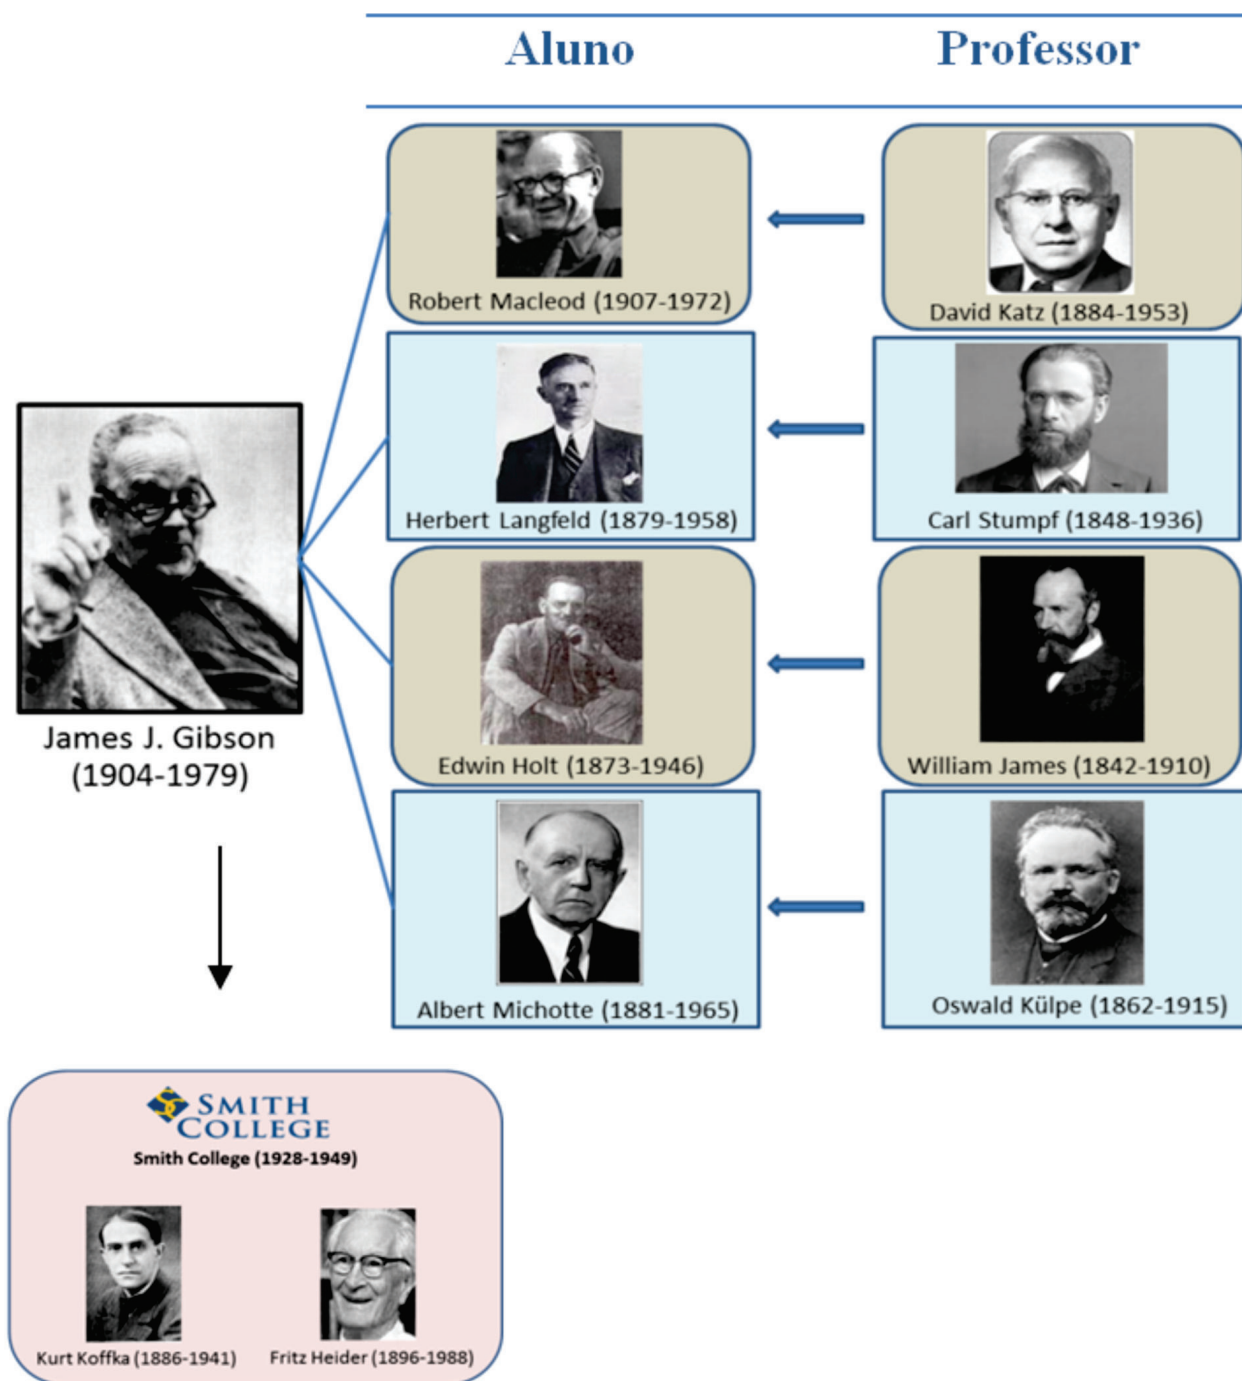 Aluno
Professor
Robert Macleod (1907-1972)
David Katz (1884-1953)
Herbert Langfeld (1879-1958)
Carl Stumpf (1848-1936)
James J. Gibson
(1904-1979)
Edwin Holt (1873-1946)
William James (1842-1910)
Albert Michotte (1881-1965)
Oswald Külpe (1862-1915)
SMITH
COLLEGE
Smith College (1928-1949)
Kurt Koffka (1886-1941)
Fritz Heider (1896-1988)